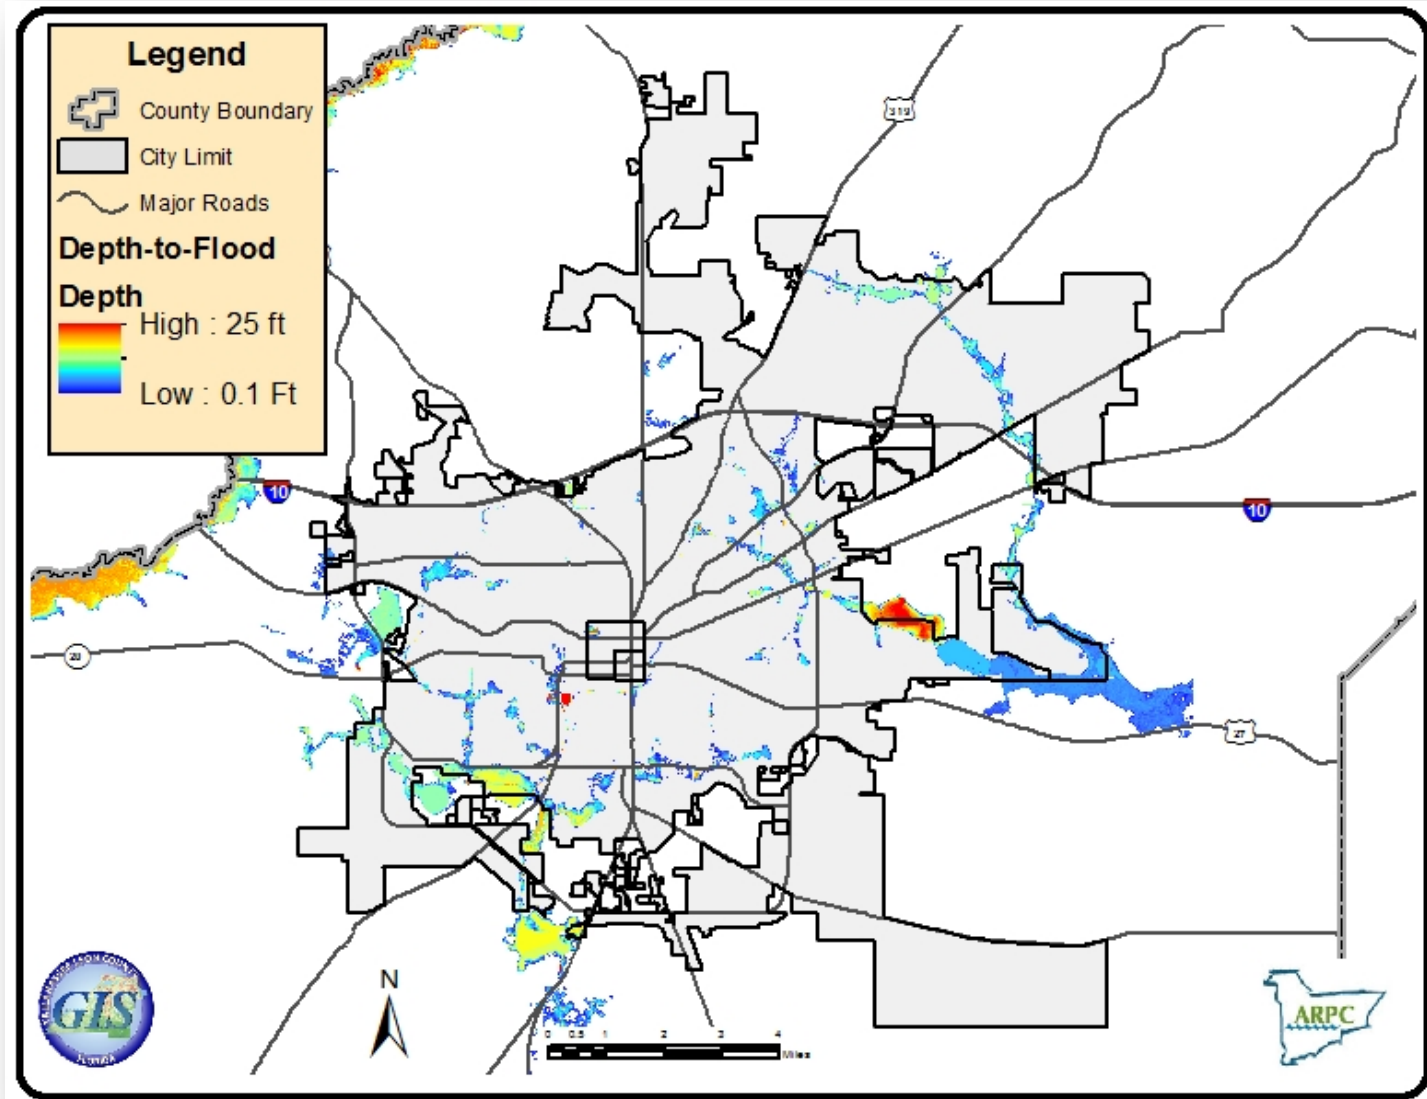 Legend
County Boundary
City Limit
Major Roads
Depth-to-Flood
Depth
High : 25 ft
Low : 0.1 Ft
319
10
10
20
27
N
0 0.5 1 2 3 4
Miles
GIS
FLORIDA
ARPC